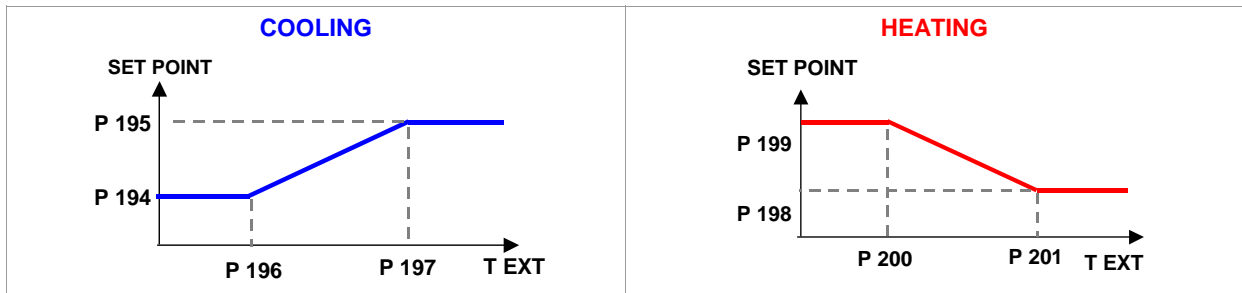 COOLING
SET POINT
P 195
P 194
P 196
P 197
T EXT
HEATING
SET POINT
P 199
P 198
P 200
P 201
T EXT